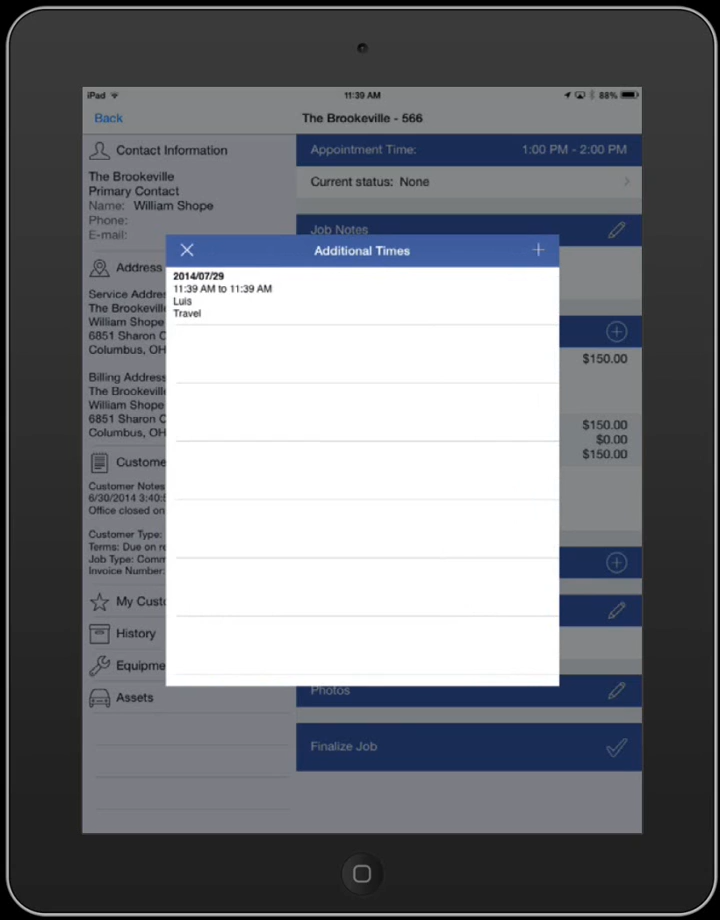 iPad
11:39 AM
88%
Back
The Brookeville - 566
Contact Information
The Brookeville
Primary Contact
Name: William Shope
Phone:
E-mail:
Address
Service Addre
The Brookevill
William Shope
6851 Sharon C
Columbus, OH
Billing Address
The Brookevill
William Shope
6851 Sharon C
Columbus, OH
Custome
Customer Notes
6/30/2014 3:40:5
Office closed on
Customer Type:
Terms: Due on re
Job Type: Comm
Invoice Number:
My Custo
History
Equipme
Assets
Appointment Time: 1:00 PM - 2:00 PM
Current status: None
Job Notes
Additional Times
2014/07/29
11:39 AM to 11:39 AM
Luis
Travel
$150.00
$150.00
$0.00
$150.00
Photos
Finalize Job